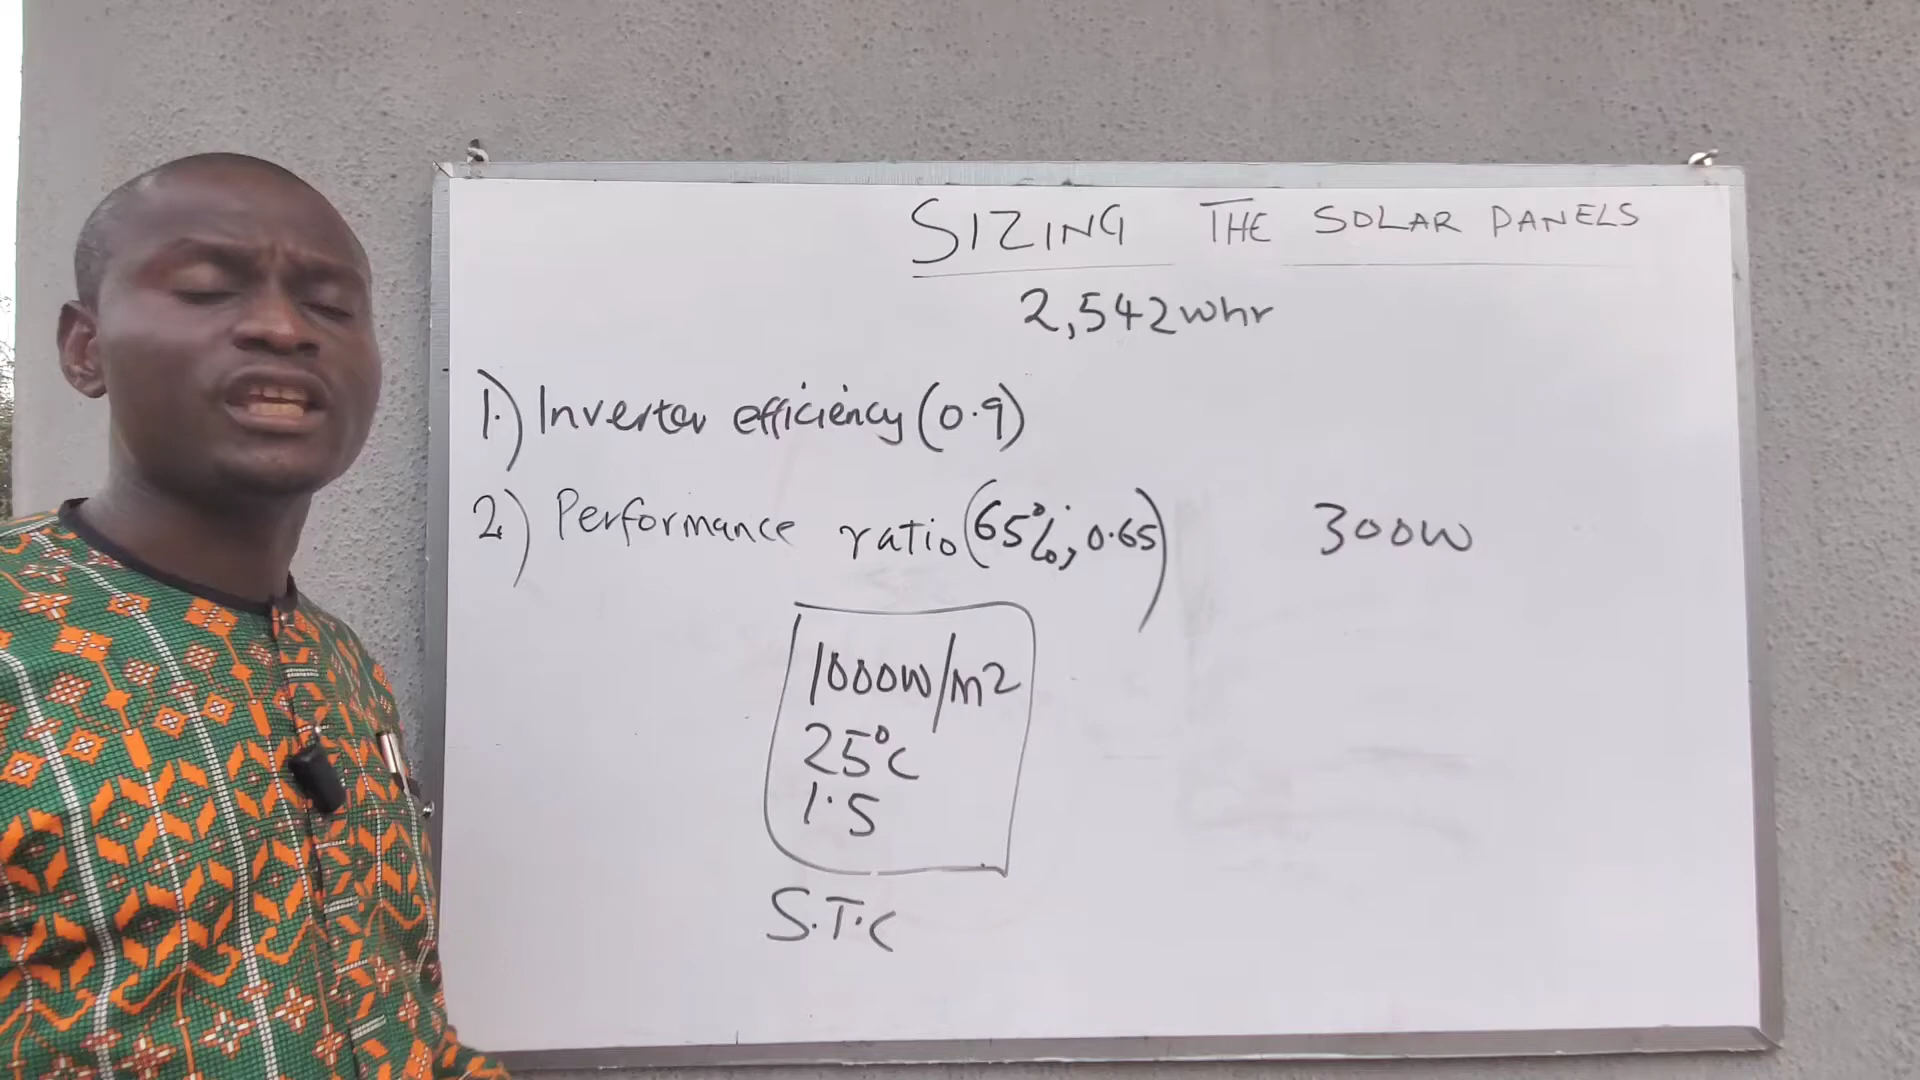 SIZING THE SOLAR PANELS
2,542whr
1.) Inverter efficiency (0.9)
2.) Performance ratio (65%; 0.65)
300W
1000W/m2
25°C
1.5
S.T.C